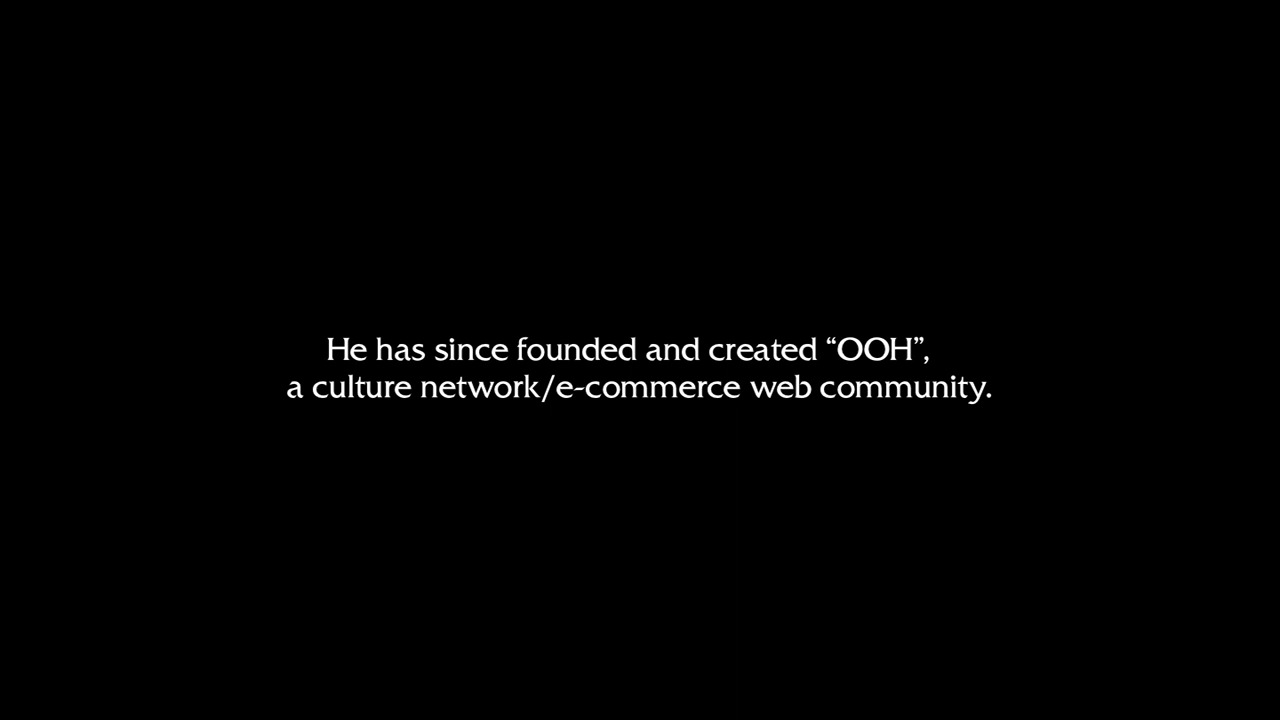 He has since founded and created “OOH”,
a culture network/e-commerce web community.